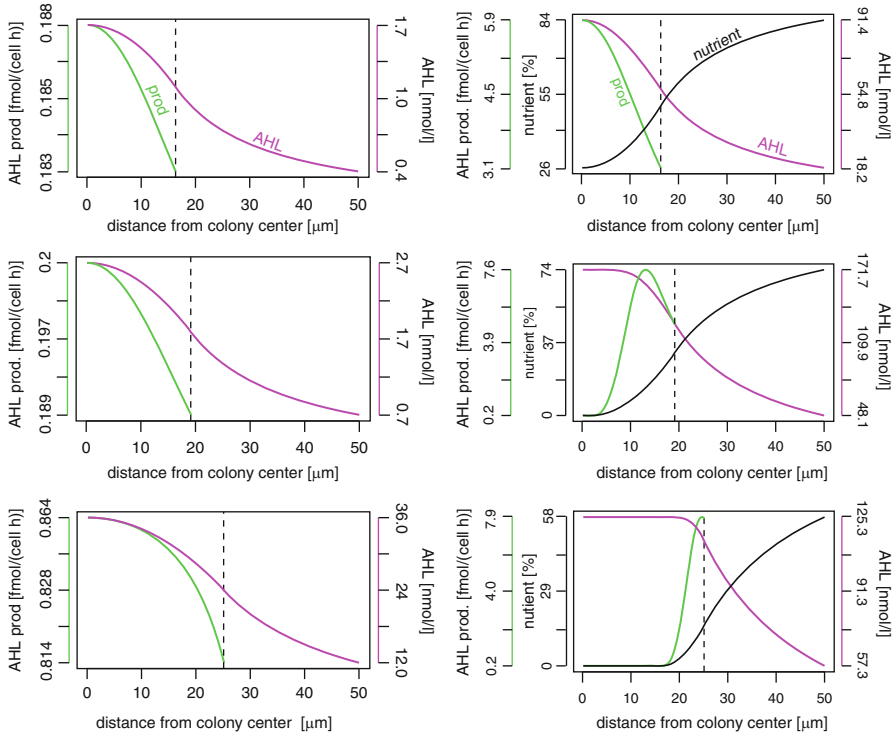 AHL prod [fmol/(cell h)]
0.188
0.185
0.183
prod
AHL
1.7
1.0
0.4
AHL
[nmol/l]
0 10 20 30 40 50
distance from colony center [μm]
AHL prod. [fmol/(cell h)]
5.9
4.5
3.1
nutrient [%]
84
55
26
nutrient
prod
AHL
91.4
54.8
18.2
AHL
[nmol/l]
0 10 20 30 40 50
distance from colony center [μm]
AHL prod. [fmol/(cell h)]
0.2
0.197
0.189
2.7
1.7
0.7
AHL
[nmol/l]
0 10 20 30 40 50
distance from colony center [μm]
AHL prod. [fmol/(cell h)]
7.6
3.9
0.2
nutrient [%]
74
37
0
171.7
109.9
48.1
AHL
[nmol/l]
0 10 20 30 40 50
distance from colony center [μm]
AHL prod [fmol/(cell h)]
0.864
0.828
0.814
36.0
24
12.0
AHL
[nmol/l]
0 10 20 30 40 50
distance from colony center [μm]
AHL prod. [fmol/(cell h)]
7.9
4.0
0.2
nutrient [%]
59
29
0
125.3
91.3
57.3
AHL
[nmol/l]
0 10 20 30 40 50
distance from colony center [μm]